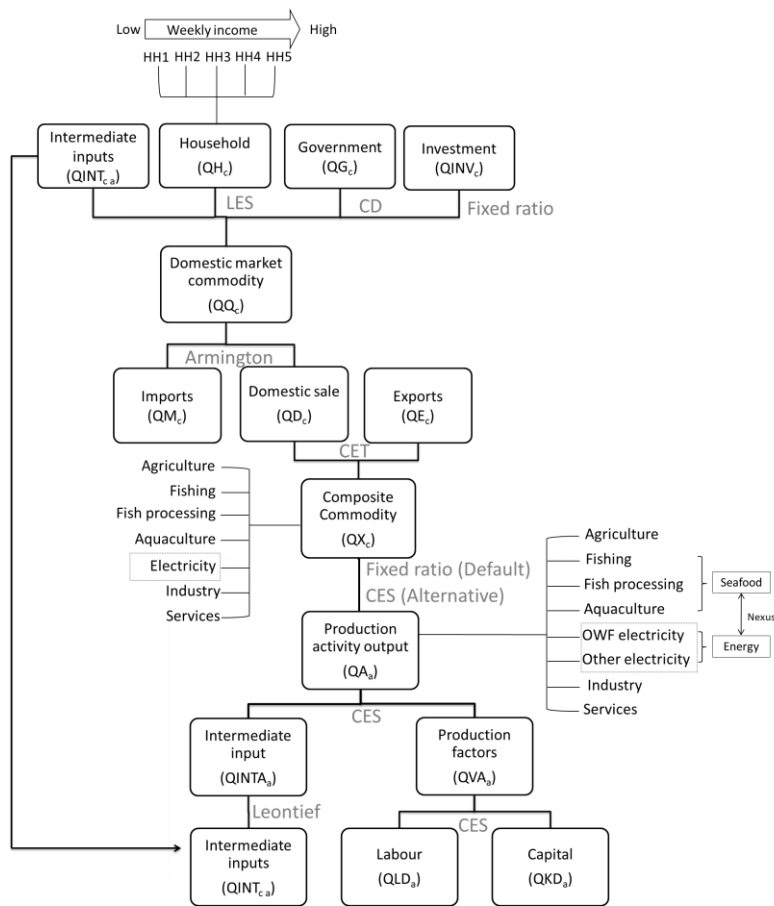 Low Weekly income High
HH1 HH2 HH3 HH4 HH5
Intermediate
inputs
(QINTc a)
Household
(QHc)
Government
(QGc)
Investment
(QINVc)
LES
CD
Fixed ratio
Domestic market
commodity
(QQc)
Armington
Imports
(QMc)
Domestic sale
(QDc)
Exports
(QEc)
CET
Agriculture
Fishing
Fish processing
Aquaculture
Electricity
Industry
Services
Composite
Commodity
(QXc)
Fixed ratio (Default)
CES (Alternative)
Production
activity output
(QAa)
Agriculture
Fishing
Fish processing
Aquaculture
OWF electricity
Other electricity
Industry
Services
Seafood
Nexus
Energy
CES
Intermediate
input
(QINTAa)
Production
factors
(QVAa)
Leontief
CES
Intermediate
inputs
(QINTc a)
Labour
(QLDa)
Capital
(QKDa)